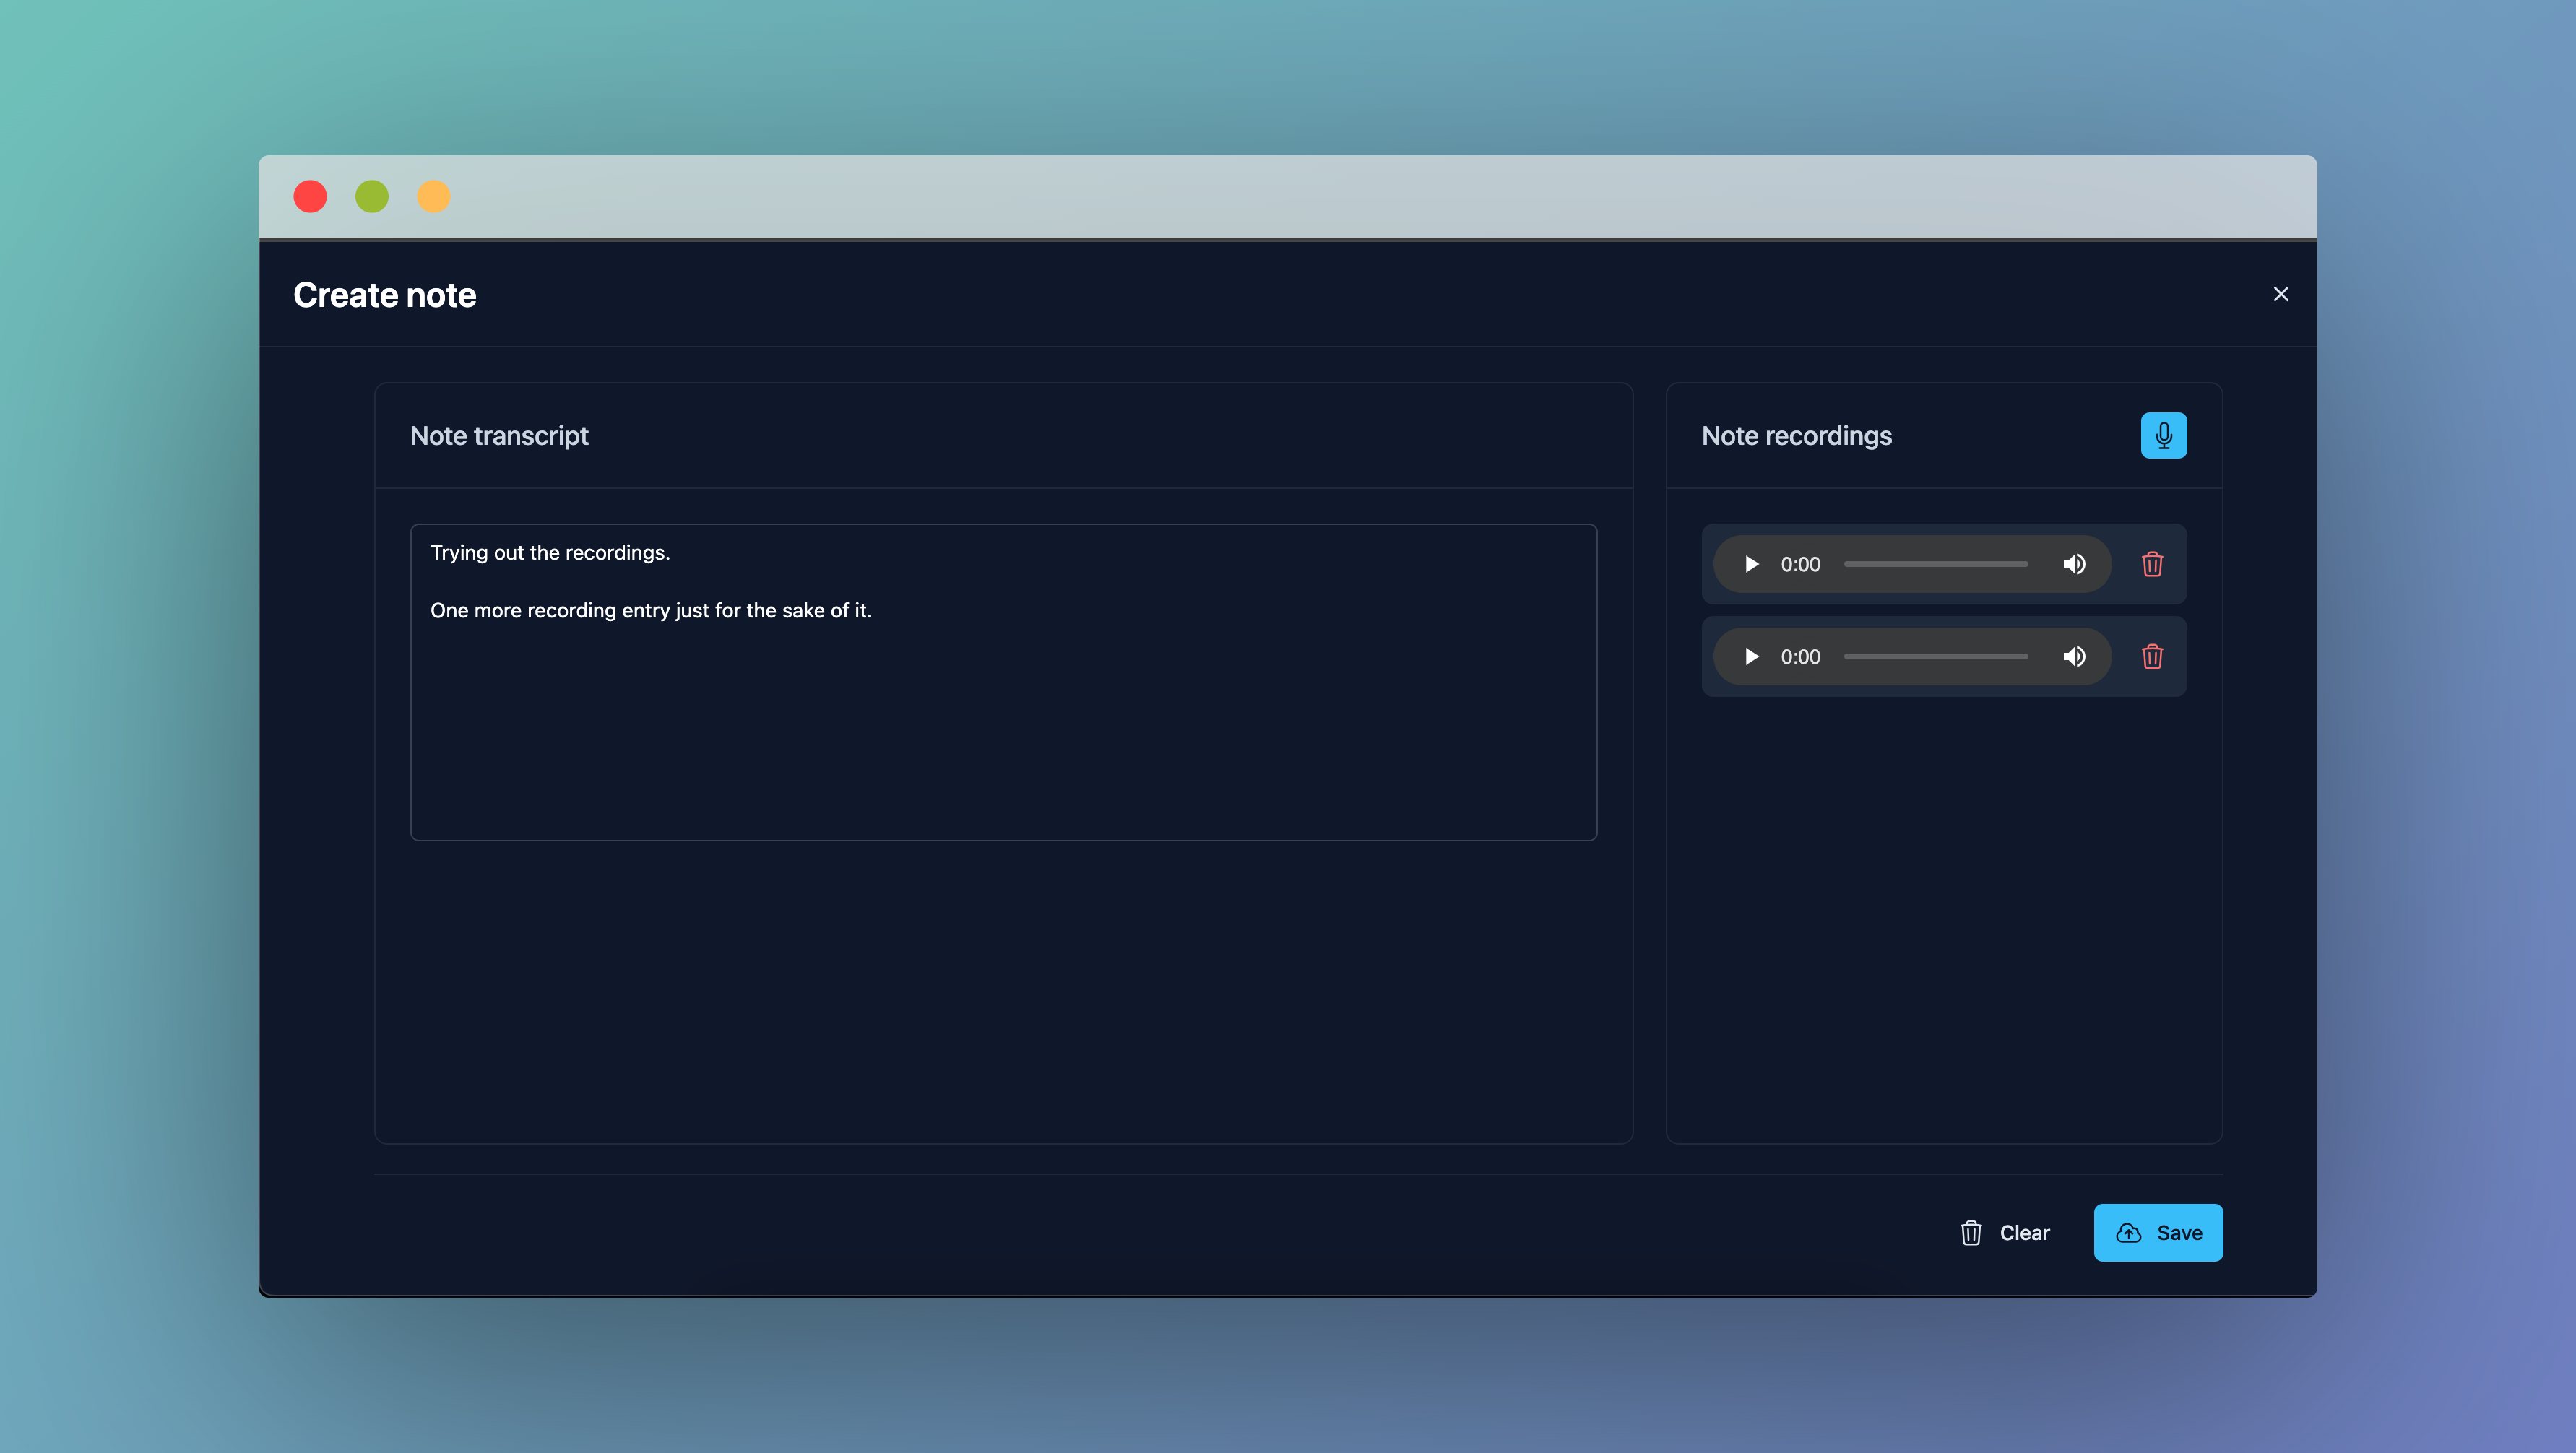 Create note
Note transcript
Trying out the recordings.
One more recording entry just for the sake of it.
Note recordings
0:00
0:00
Clear
Save